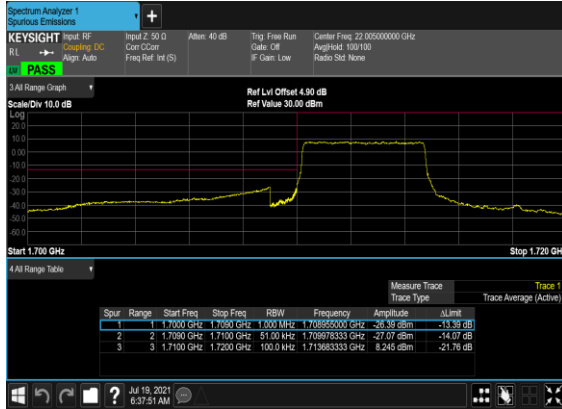 Spectrum Analyzer 1
Spurious Emissions
KEYSIGHT
RL
PASS
Input: RF
Coupling: DC
Align: Auto
Input Z: 50 Ω
Corr CCorr
Freq Ref: Int (S)
Atten: 40 dB
Trig: Free Run
Gate: Off
IF Gain: Low
Center Freq: 22.005000000 GHz
Avg|Hold: 100/100
Radio Std: None
3 All Range Graph
Scale/Div 10.0 dB
Ref Lvl Offset 4.90 dB
Ref Value 30.00 dBm
Log
20.0
10.0
0.00
-10.0
-20.0
-30.0
-40.0
-50.0
-60.0
Start 1.700 GHz
Stop 1.720 GH
4 All Range Table
Measure Trace Trace 1
Trace Type Trace Average (Active)
Spur Range Start Freq Stop Freq RBW Frequency Amplitude ΔLimit
1 1 1.7000 GHz 1.7090 GHz 1.000 MHz 1.708955000 GHz -26.39 dBm -13.39 dB
2 2 1.7090 GHz 1.7100 GHz 51.00 kHz 1.709978333 GHz -27.07 dBm -14.07 dB
3 3 1.7100 GHz 1.7200 GHz 100.0 kHz 1.713683333 GHz 8.245 dBm -21.76 dB
Jul 19, 2021
6:37:51 AM